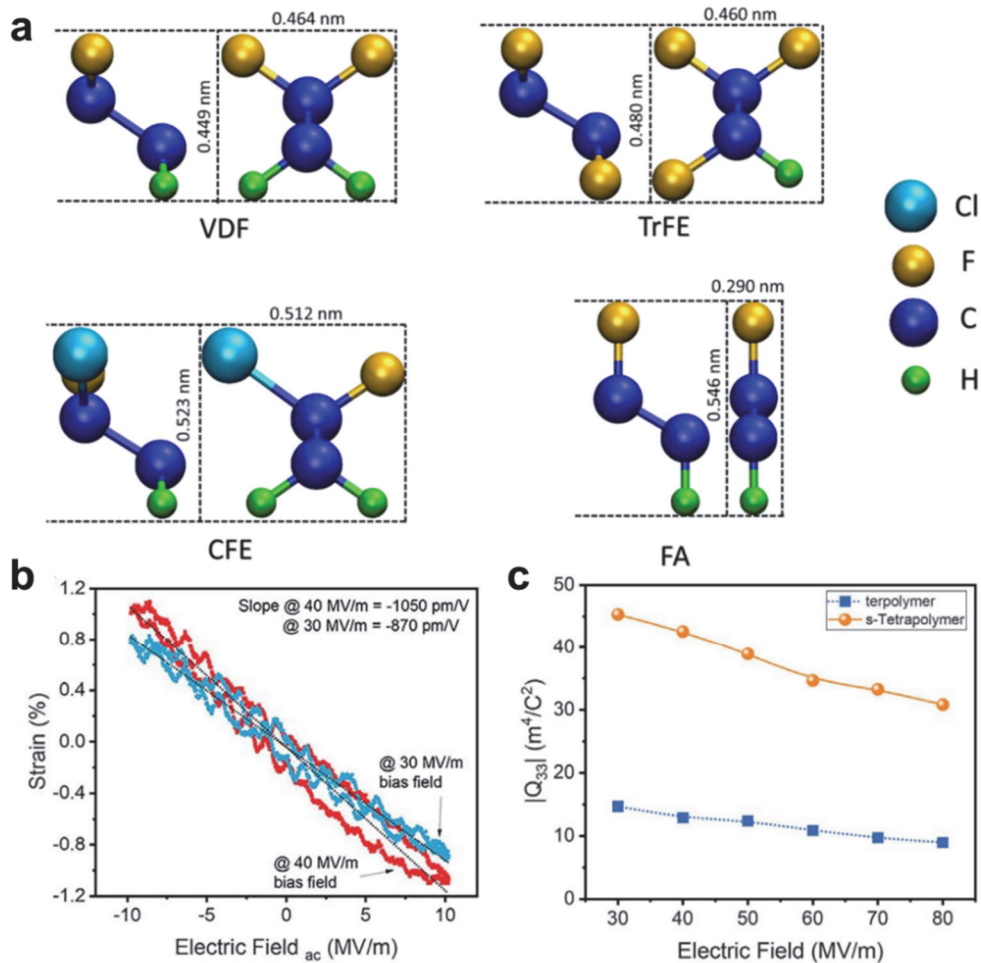 a
0.464 nm
0.449 nm
VDF
0.460 nm
0.480 nm
TrFE
Cl
F
C
H
0.512 nm
0.523 nm
CFE
0.290 nm
0.546 nm
FA
b
1.2
0.8
0.4
0.0
-0.4
-0.8
-1.2
Strain (%)
Slope @ 40 MV/m = -1050 pm/V
@ 30 MV/m = -870 pm/V
@ 30 MV/m
bias field
@ 40 MV/m
bias field
-10
-5
0
5
10
Electric Field ac (MV/m)
c
50
40
30
20
10
0
|Q33| (m4/C2)
terpolymer
s-Tetrapolymer
30
40
50
60
70
80
Electric Field (MV/m)